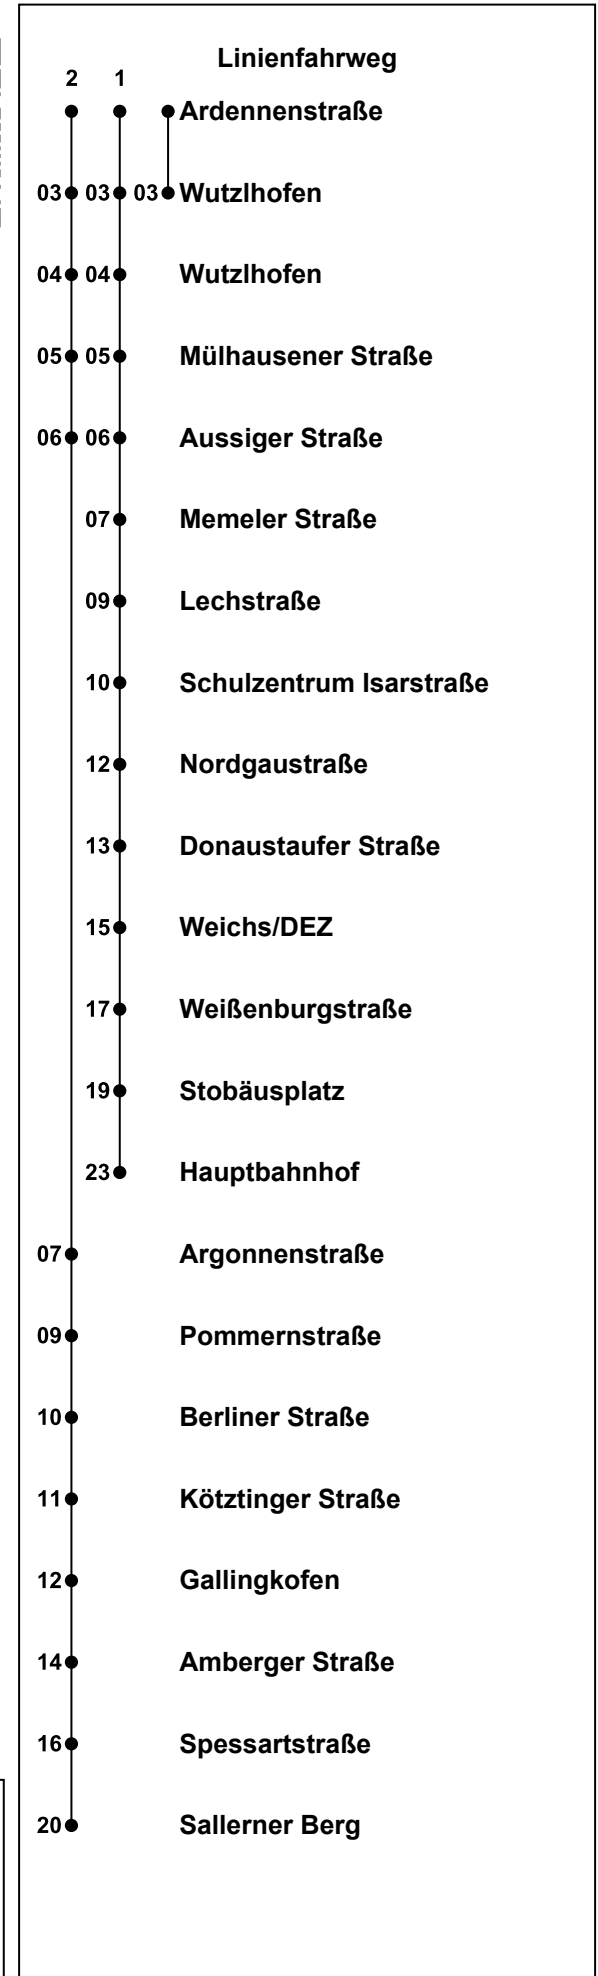 Linienfahrweg
2 1
Ardennenstraße
03 03 03 Wutzlhofen
04 04 Wutzlhofen
05 05 Mülhausener Straße
06 06 Aussiger Straße
07 Memeler Straße
09 Lechstraße
10 Schulzentrum Isarstraße
12 Nordgaustraße
13 Donaustaufer Straße
15 Weichs/DEZ
17 Weißenburgstraße
19 Stobäusplatz
23 Hauptbahnhof
07 Argonnenstraße
09 Pommernstraße
10 Berliner Straße
11 Kötztinger Straße
12 Gallingkofen
14 Amberger Straße
16 Spessartstraße
20 Sallerner Berg